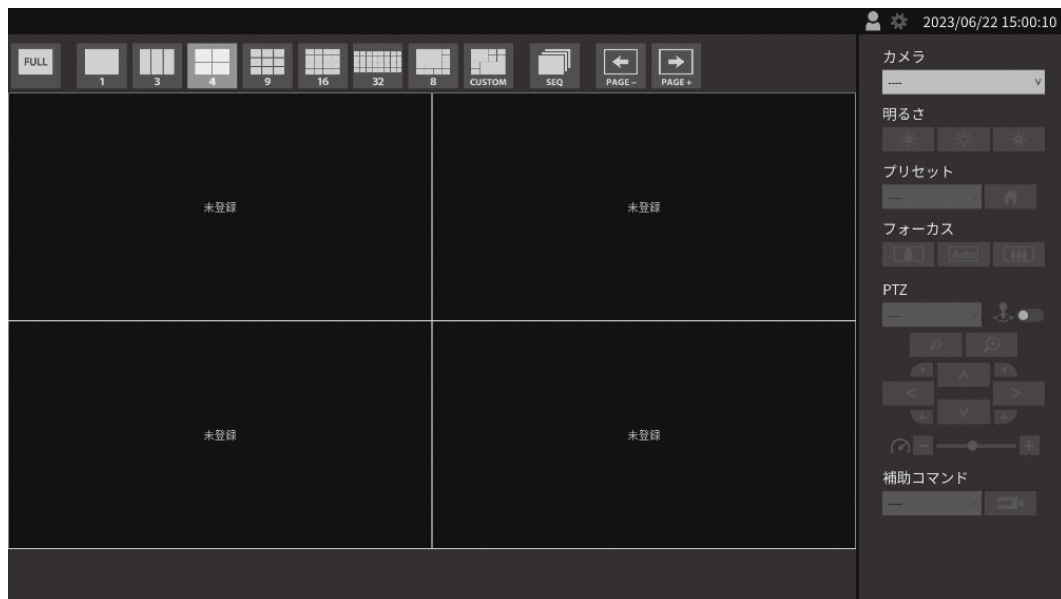 2023/06/22 15:00:10
FULL
1
3
4
9
16
32
8
CUSTOM
SEQ
PAGE−
PAGE+
未登録
未登録
未登録
未登録
カメラ
----
明るさ
プリセット
----
フォーカス
Auto
PTZ
----
補助コマンド
----